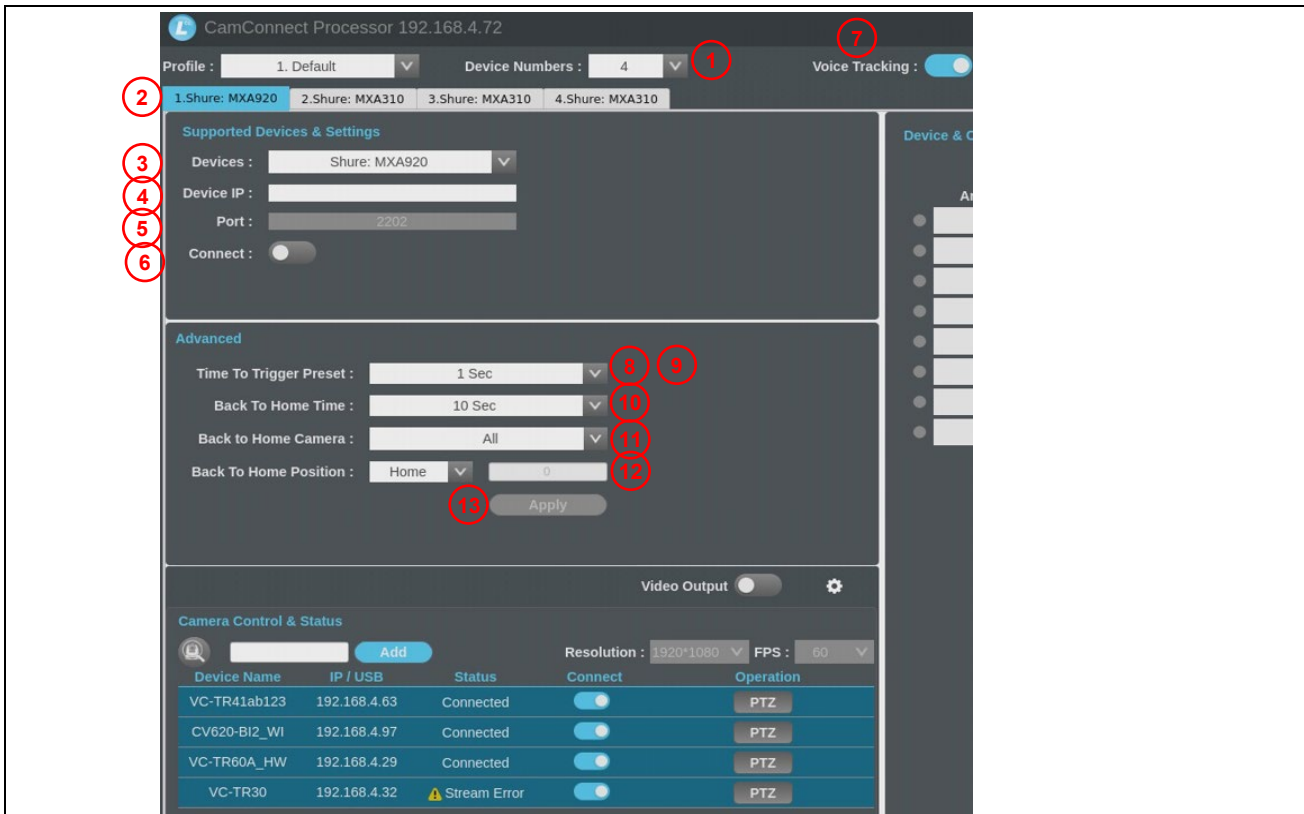 CamConnect Processor 192.168.4.72
7
Profile : 1. Default Device Numbers : 4 1 Voice Tracking :
2 1.Shure: MXA920 2.Shure: MXA310 3.Shure: MXA310 4.Shure: MXA310
Supported Devices & Settings Device & C
3 Devices : Shure: MXA920
4 Device IP :
Ar
5 Port : 2202
6 Connect :
Advanced
Time To Trigger Preset : 1 Sec 8 9
Back To Home Time : 10 Sec 10
Back to Home Camera : All 11
Back To Home Position : Home 0 12
13 Apply
Video Output
Camera Control & Status
Add Resolution : 1920*1080 FPS : 60
Device Name IP / USB Status Connect Operation
VC-TR41ab123 192.168.4.63 Connected PTZ
CV620-BI2_WI 192.168.4.97 Connected PTZ
VC-TR60A_HW 192.168.4.29 Connected PTZ
VC-TR30 192.168.4.32 Stream Error PTZ